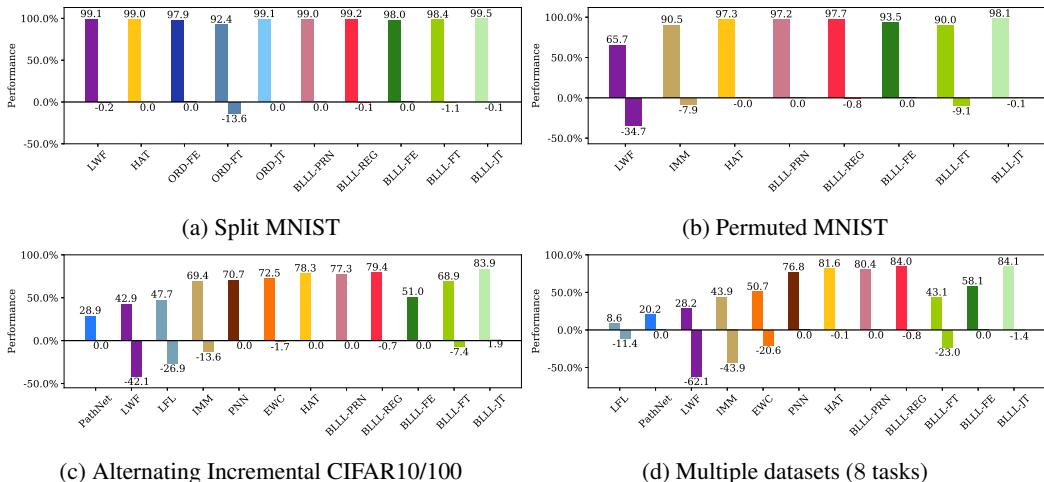 99.1 99.0 97.9 92.4 99.1 99.0 99.2 98.0 98.4 99.5
100.0%
50.0%
0.0%
-50.0%
Performance
-0.2 0.0 0.0 -13.6 0.0 0.0 -0.1 0.0 -1.1 -0.1
LWF HAT ORD-FE ORD-FT ORD-JT BLLL-PRN BLLL-REG BLLL-FE BLLL-FT BLLL-JT
(a) Split MNIST
65.7 90.5 97.3 97.2 97.7 93.5 90.0 98.1
100.0%
50.0%
0.0%
-50.0%
Performance
-34.7 -7.9 -0.0 0.0 -0.8 0.0 -9.1 -0.1
LWF IMM HAT BLLL-PRN BLLL-REG BLLL-FE BLLL-FT BLLL-JT
(b) Permuted MNIST
28.9 42.9 47.7 69.4 70.7 72.5 78.3 77.3 79.4 51.0 68.9 83.9
100.0%
50.0%
0.0%
-50.0%
Performance
0.0 -42.1 -26.9 -13.6 0.0 -1.7 0.0 0.0 -0.7 0.0 -7.4 1.9
PathNet LWF LFL IMM PNN EWC HAT BLLL-PRN BLLL-REG BLLL-FE BLLL-FT BLLL-JT
(c) Alternating Incremental CIFAR10/100
8.6 20.2 28.2 43.9 50.7 76.8 81.6 80.4 84.0 43.1 58.1 84.1
100.0%
50.0%
0.0%
-50.0%
Performance
-11.4 0.0 -62.1 -43.9 -20.6 0.0 -0.1 0.0 -0.8 -23.0 0.0 -1.4
LFL PathNet LWF IMM EWC PNN HAT BLLL-PRN BLLL-REG BLLL-FT BLLL-FE BLLL-JT
(d) Multiple datasets (8 tasks)